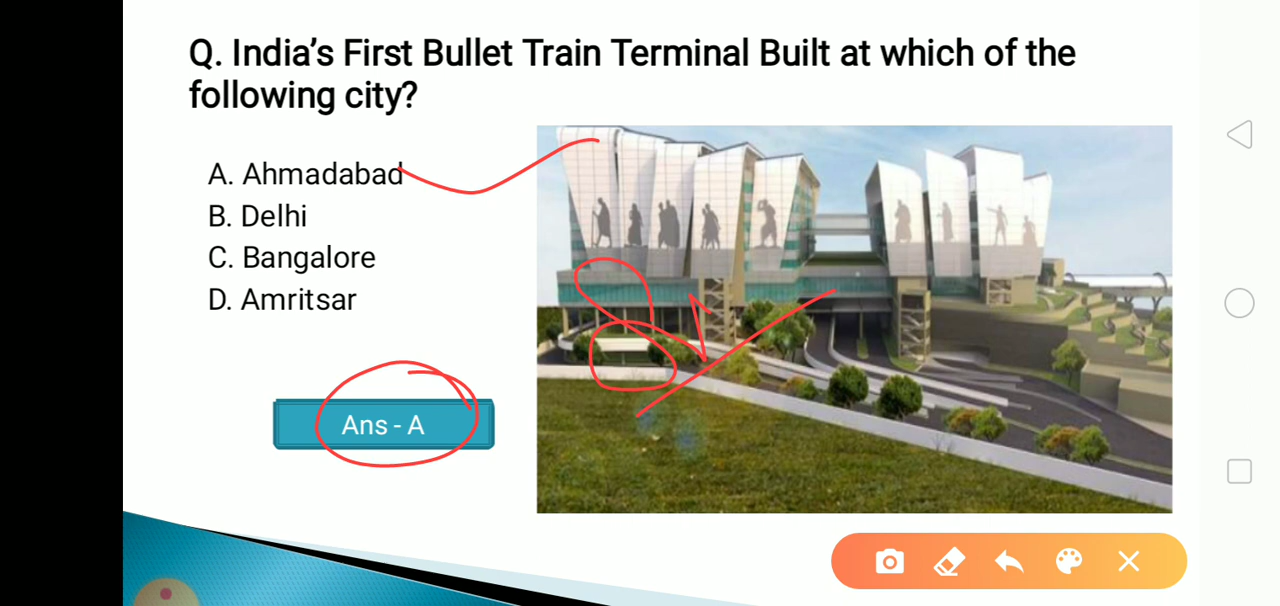 Q. India's First Bullet Train Terminal Built at which of the
following city?
A. Ahmadabad
B. Delhi
C. Bangalore
D. Amritsar
Ans - A